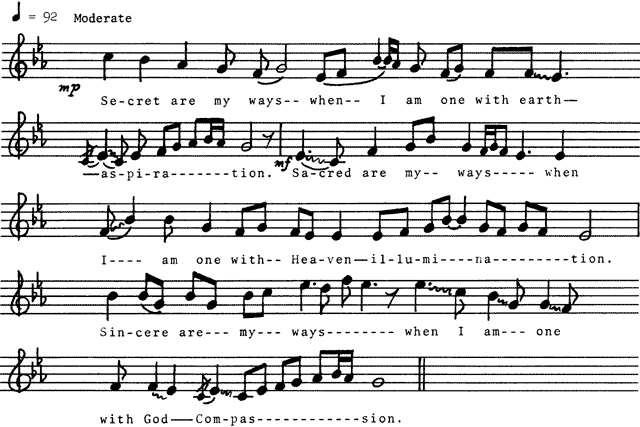 = 92 Moderate
mp
Se-cret are my ways-- when-- I am one with earth—
—as-pi-ra-------tion. Sa-cred are my-- ways----- when
mf
I---- am one with-- Hea-ven—il-lu-mi----na---------tion.
Sin-cere are--- my--- ways-------- when I am--- one
with God—Com-pas------------sion.